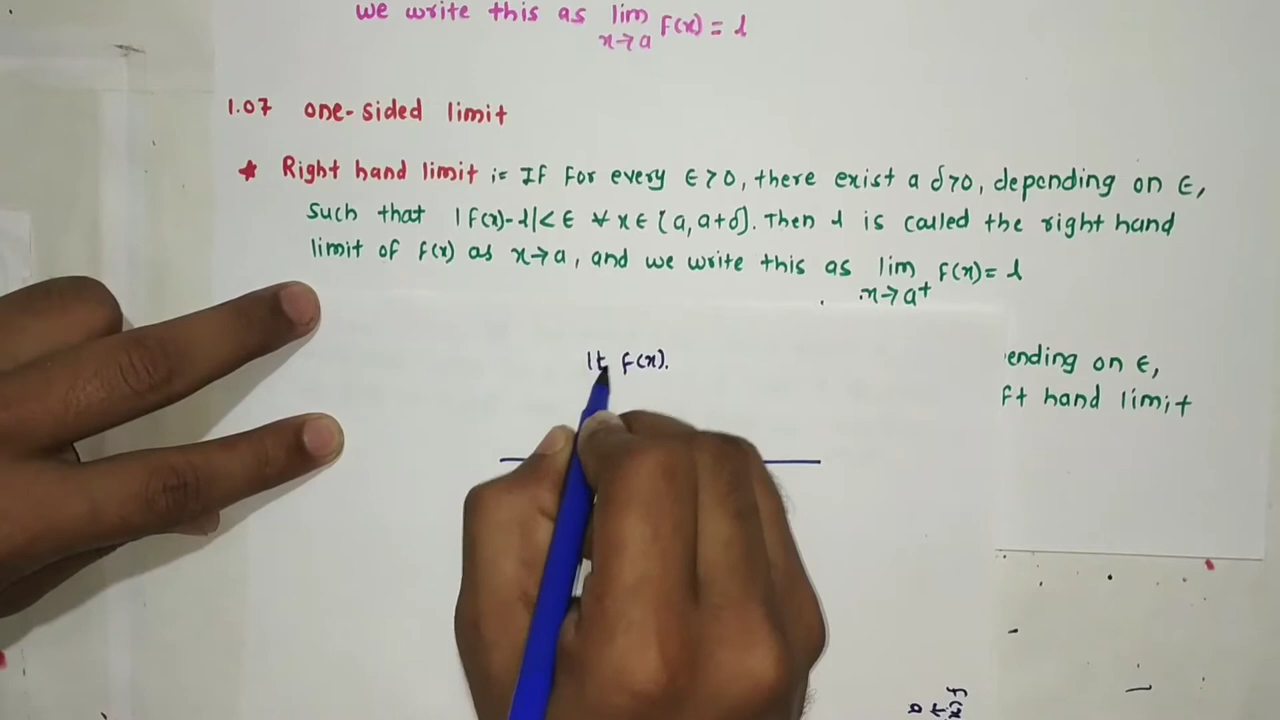 we write this as lim F(x) = l
x→a
1.07 one-sided limit
* Right hand limit := IF For every ϵ>0, there exist a δ>0, depending on ϵ,
such that |F(x)-l|<ϵ ∀ x∈[a, a+δ]. Then l is called the right hand
limit of F(x) as x→a, and we write this as lim F(x) = l
x→a+
lt F(x).
ending on ϵ,
ft hand limit
F(x)
↓
a